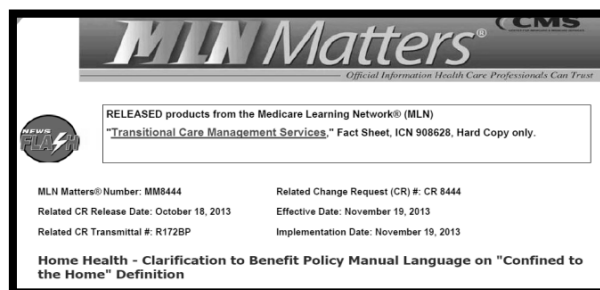 MLN Matters®
CMS
Official Information Health Care Professionals Can Trust
NEWS
FLASH
RELEASED products from the Medicare Learning Network® (MLN)
"Transitional Care Management Services," Fact Sheet, ICN 908628, Hard Copy only.
MLN Matters® Number: MM8444
Related Change Request (CR) #: CR 8444
Related CR Release Date: October 18, 2013
Effective Date: November 19, 2013
Related CR Transmittal #: R172BP
Implementation Date: November 19, 2013
Home Health - Clarification to Benefit Policy Manual Language on "Confined to
the Home" Definition